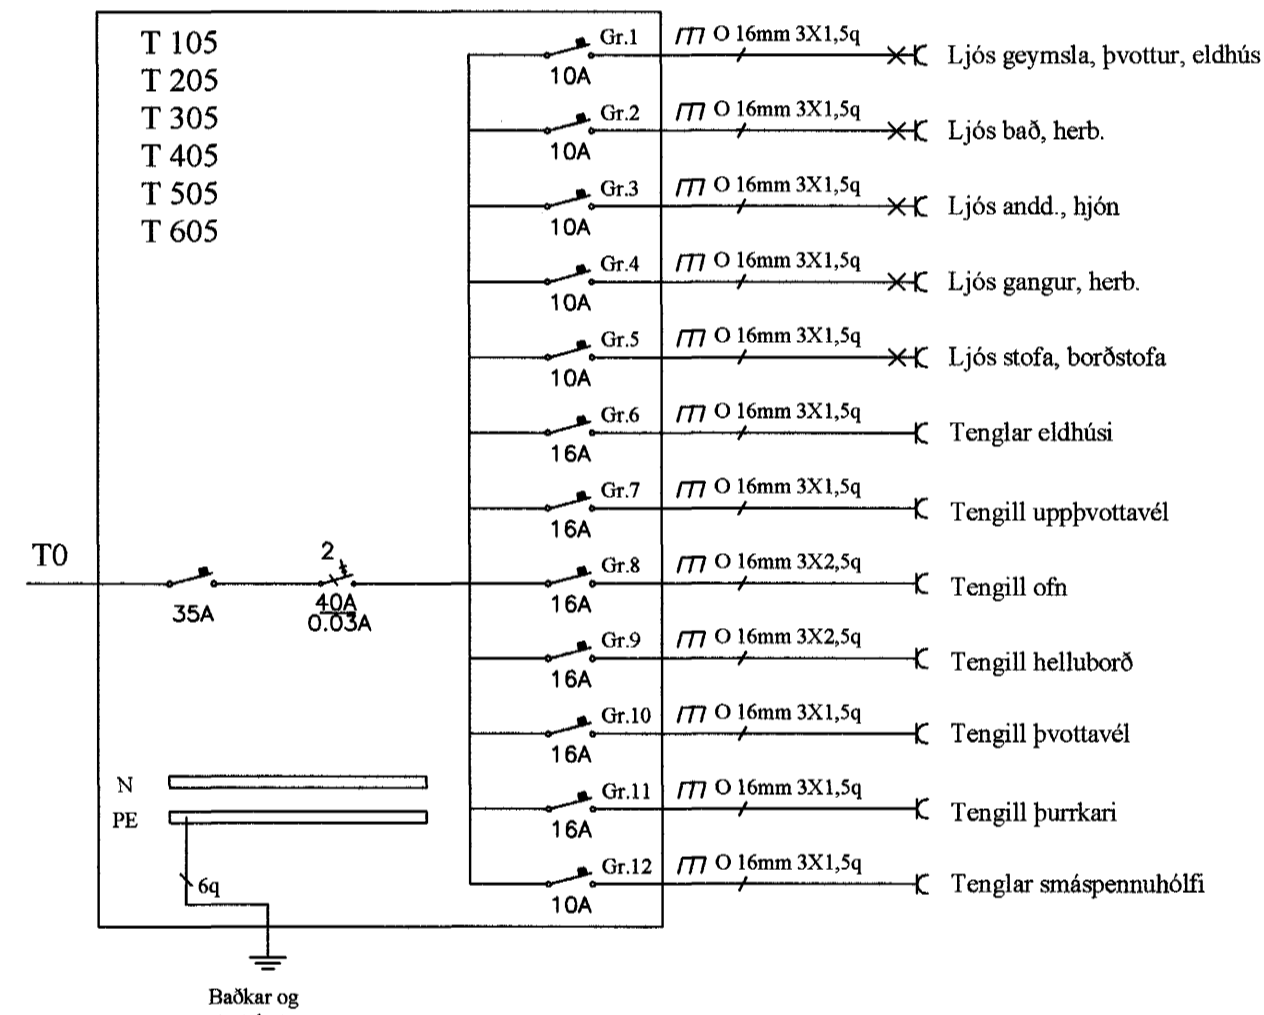 T 105
T 205
T 305
T 405
T 505
T 605
Gr.1 O 16mm 3X1,5q Ljós geymsla, þvottur, eldhús
10A
Gr.2 O 16mm 3X1,5q Ljós bað, herb.
10A
Gr.3 O 16mm 3X1,5q Ljós andd., hjón
10A
Gr.4 O 16mm 3X1,5q Ljós gangur, herb.
10A
Gr.5 O 16mm 3X1,5q Ljós stofa, borðstofa
10A
Gr.6 O 16mm 3X1,5q Tenglar eldhúsi
16A
Gr.7 O 16mm 3X1,5q Tengill uppþvottavél
16A
T0
35A
2
40A
0.03A
Gr.8 O 16mm 3X2,5q Tengill ofn
16A
Gr.9 O 16mm 3X2,5q Tengill helluborð
16A
Gr.10 O 16mm 3X1,5q Tengill þvottavél
16A
Gr.11 O 16mm 3X1,5q Tengill þurrkari
16A
Gr.12 O 16mm 3X1,5q Tenglar smáspennuhólfi
10A
N
PE
6q
Baðkar og